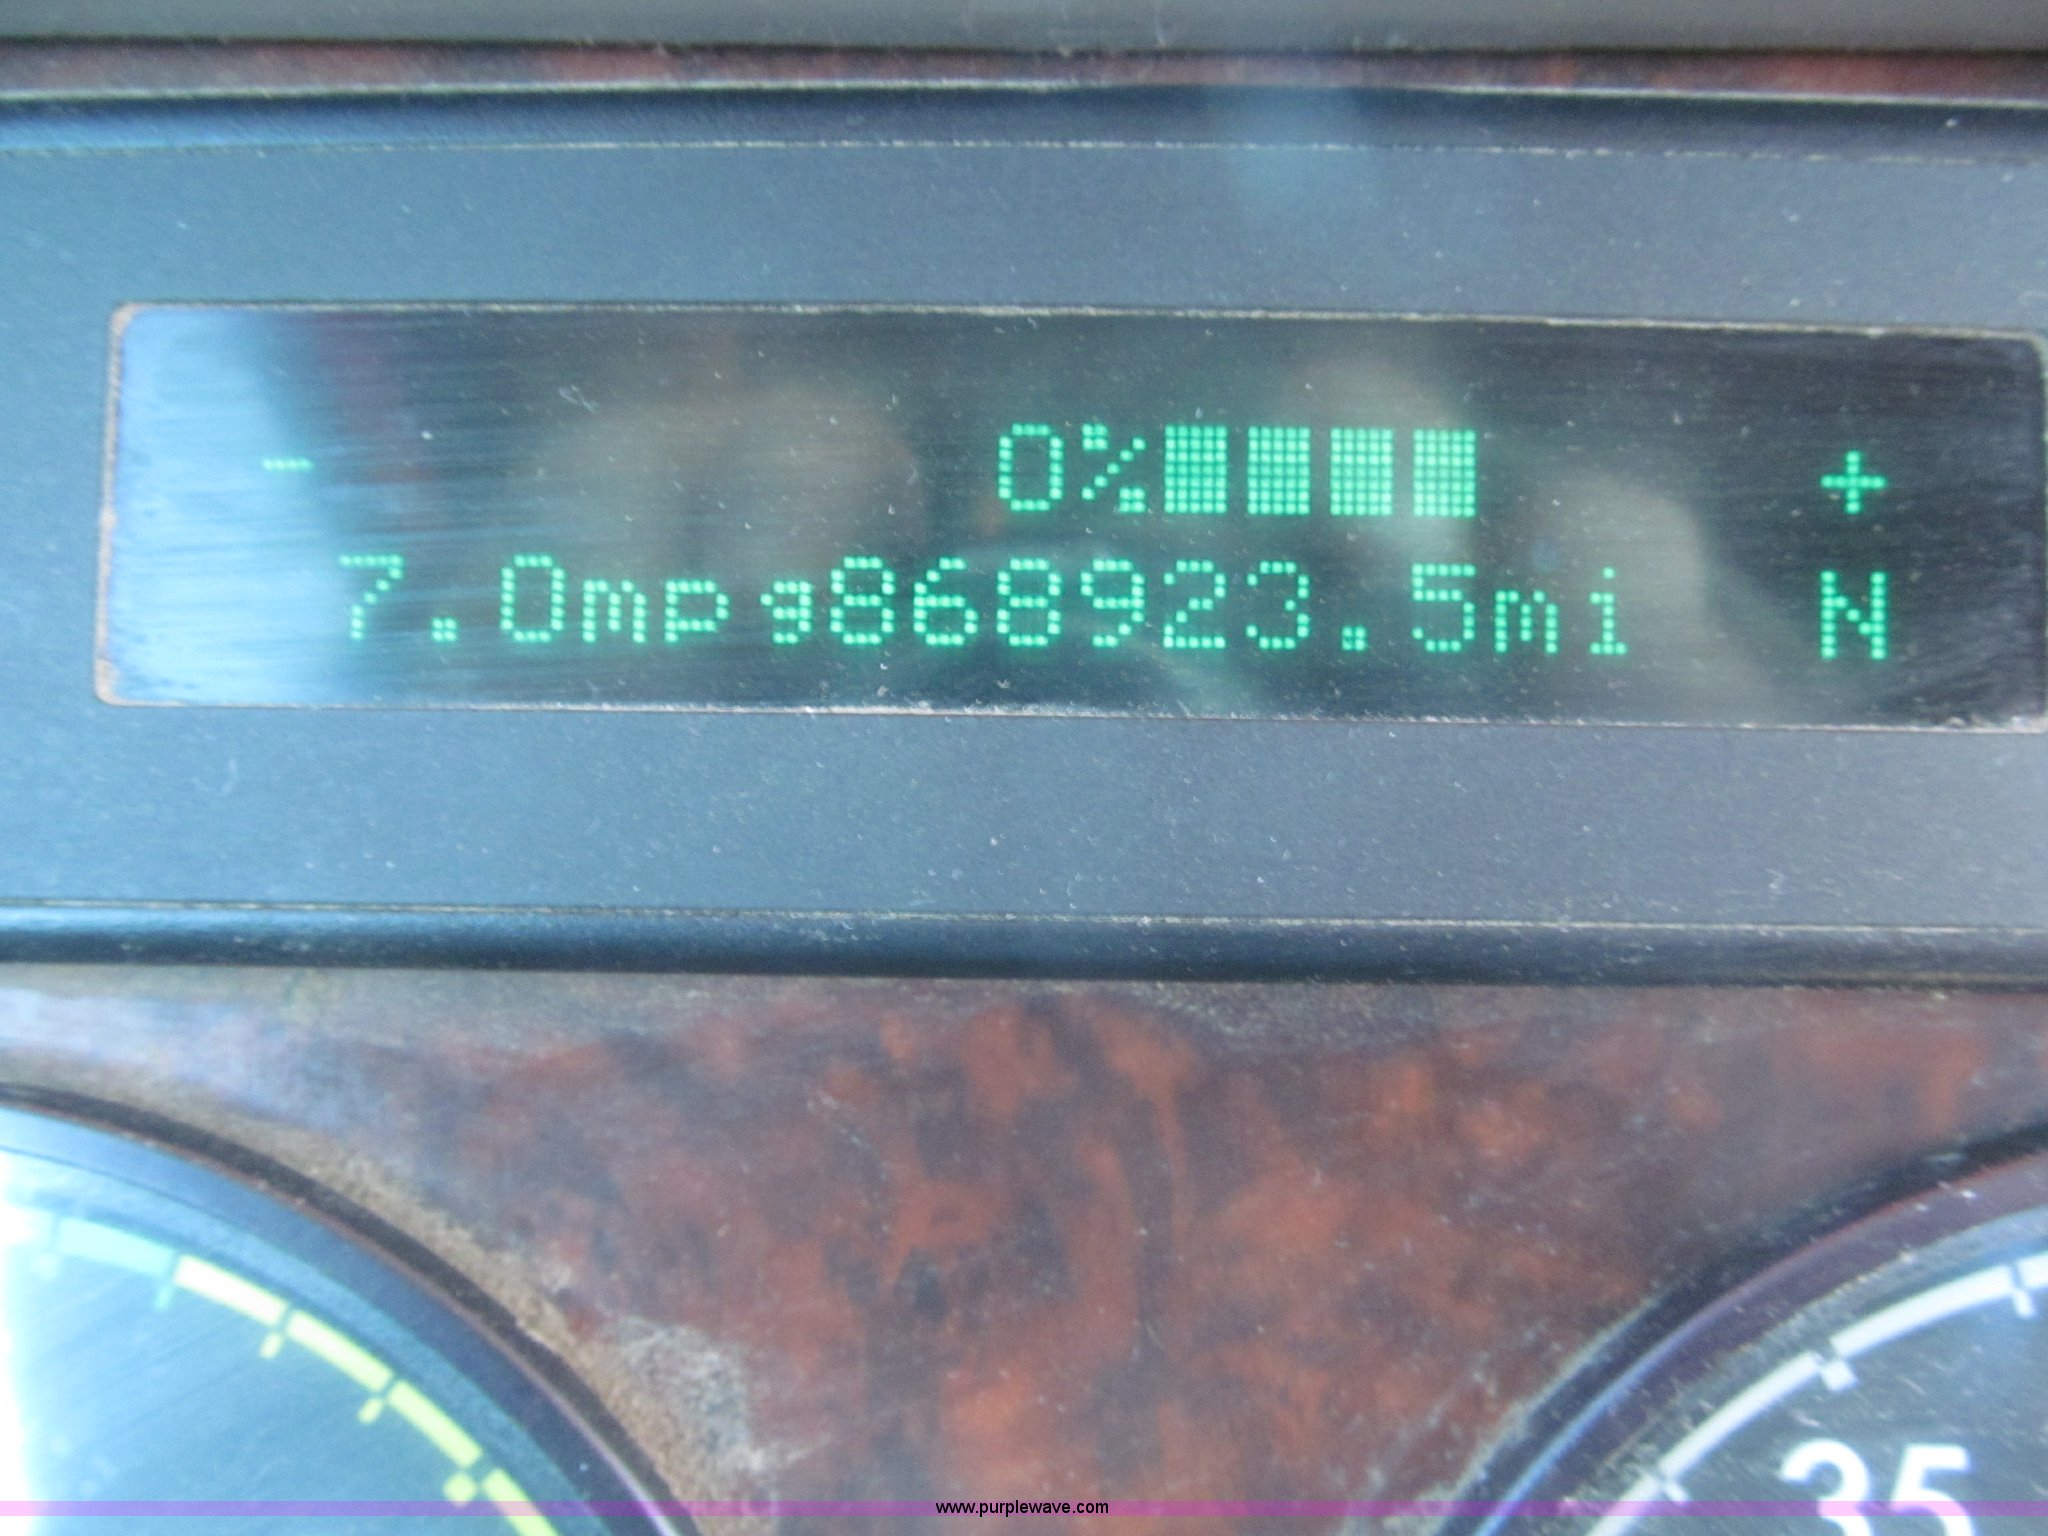 - 0% +
7.0mpg868923.5mi N
35
www.purplewave.com